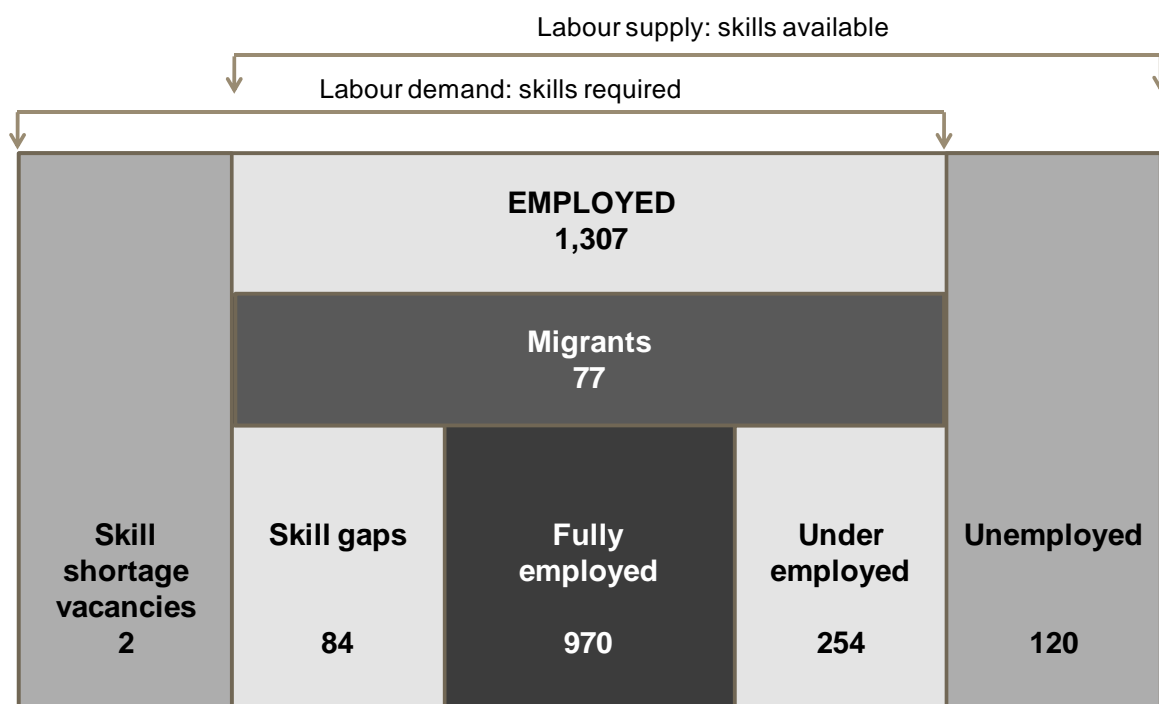 Labour supply: skills available
Labour demand: skills required
EMPLOYED
1,307
Migrants
77
Skill
shortage
vacancies
2
Skill gaps
84
Fully
employed
970
Under
employed
254
Unemployed
120